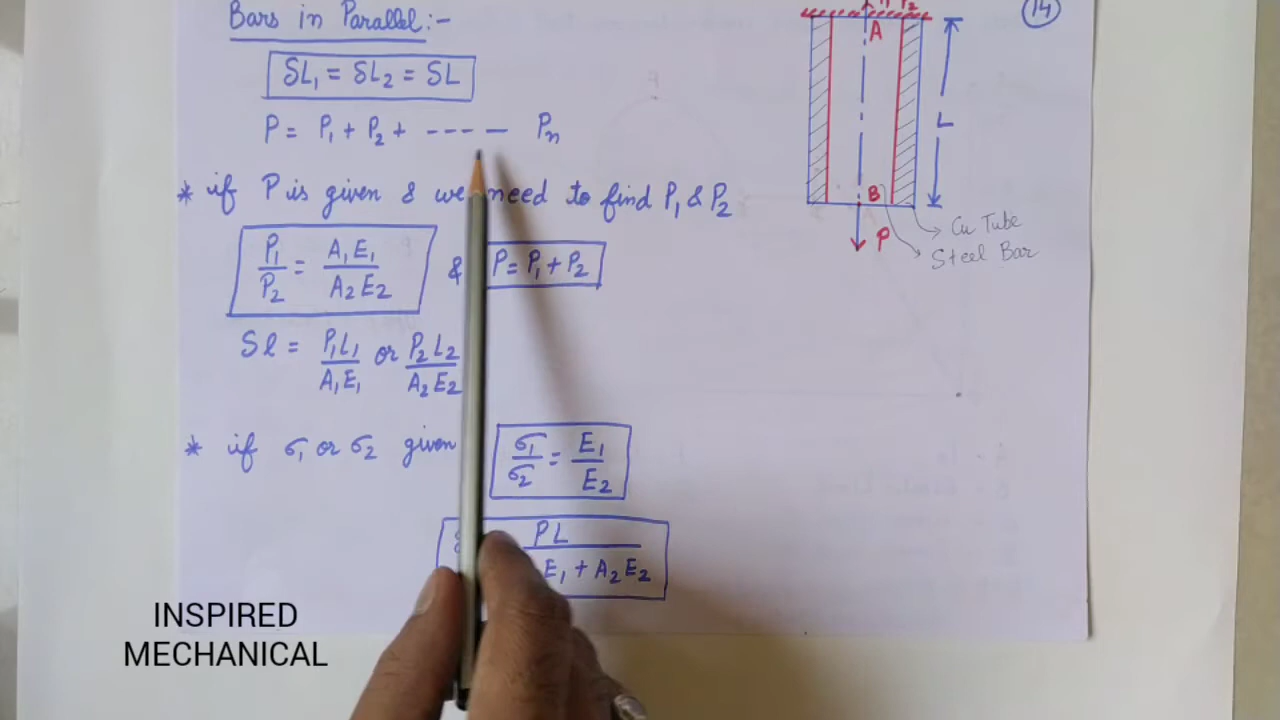 Bars in Parallel:-
14
δL₁ = δL₂ = δL
P = P₁ + P₂ + ----- Pₙ
* if P is given & we need to find P₁ & P₂
P₁/P₂ = A₁E₁/A₂E₂ & P = P₁ + P₂
δl = P₁L₁/A₁E₁ or P₂L₂/A₂E₂
* if σ₁ or σ₂ given σ₁/σ₂ = E₁/E₂
PL
E₁ + A₂E₂
P₂
A
L
B
P
Cu Tube
Steel Bar
INSPIRED
MECHANICAL